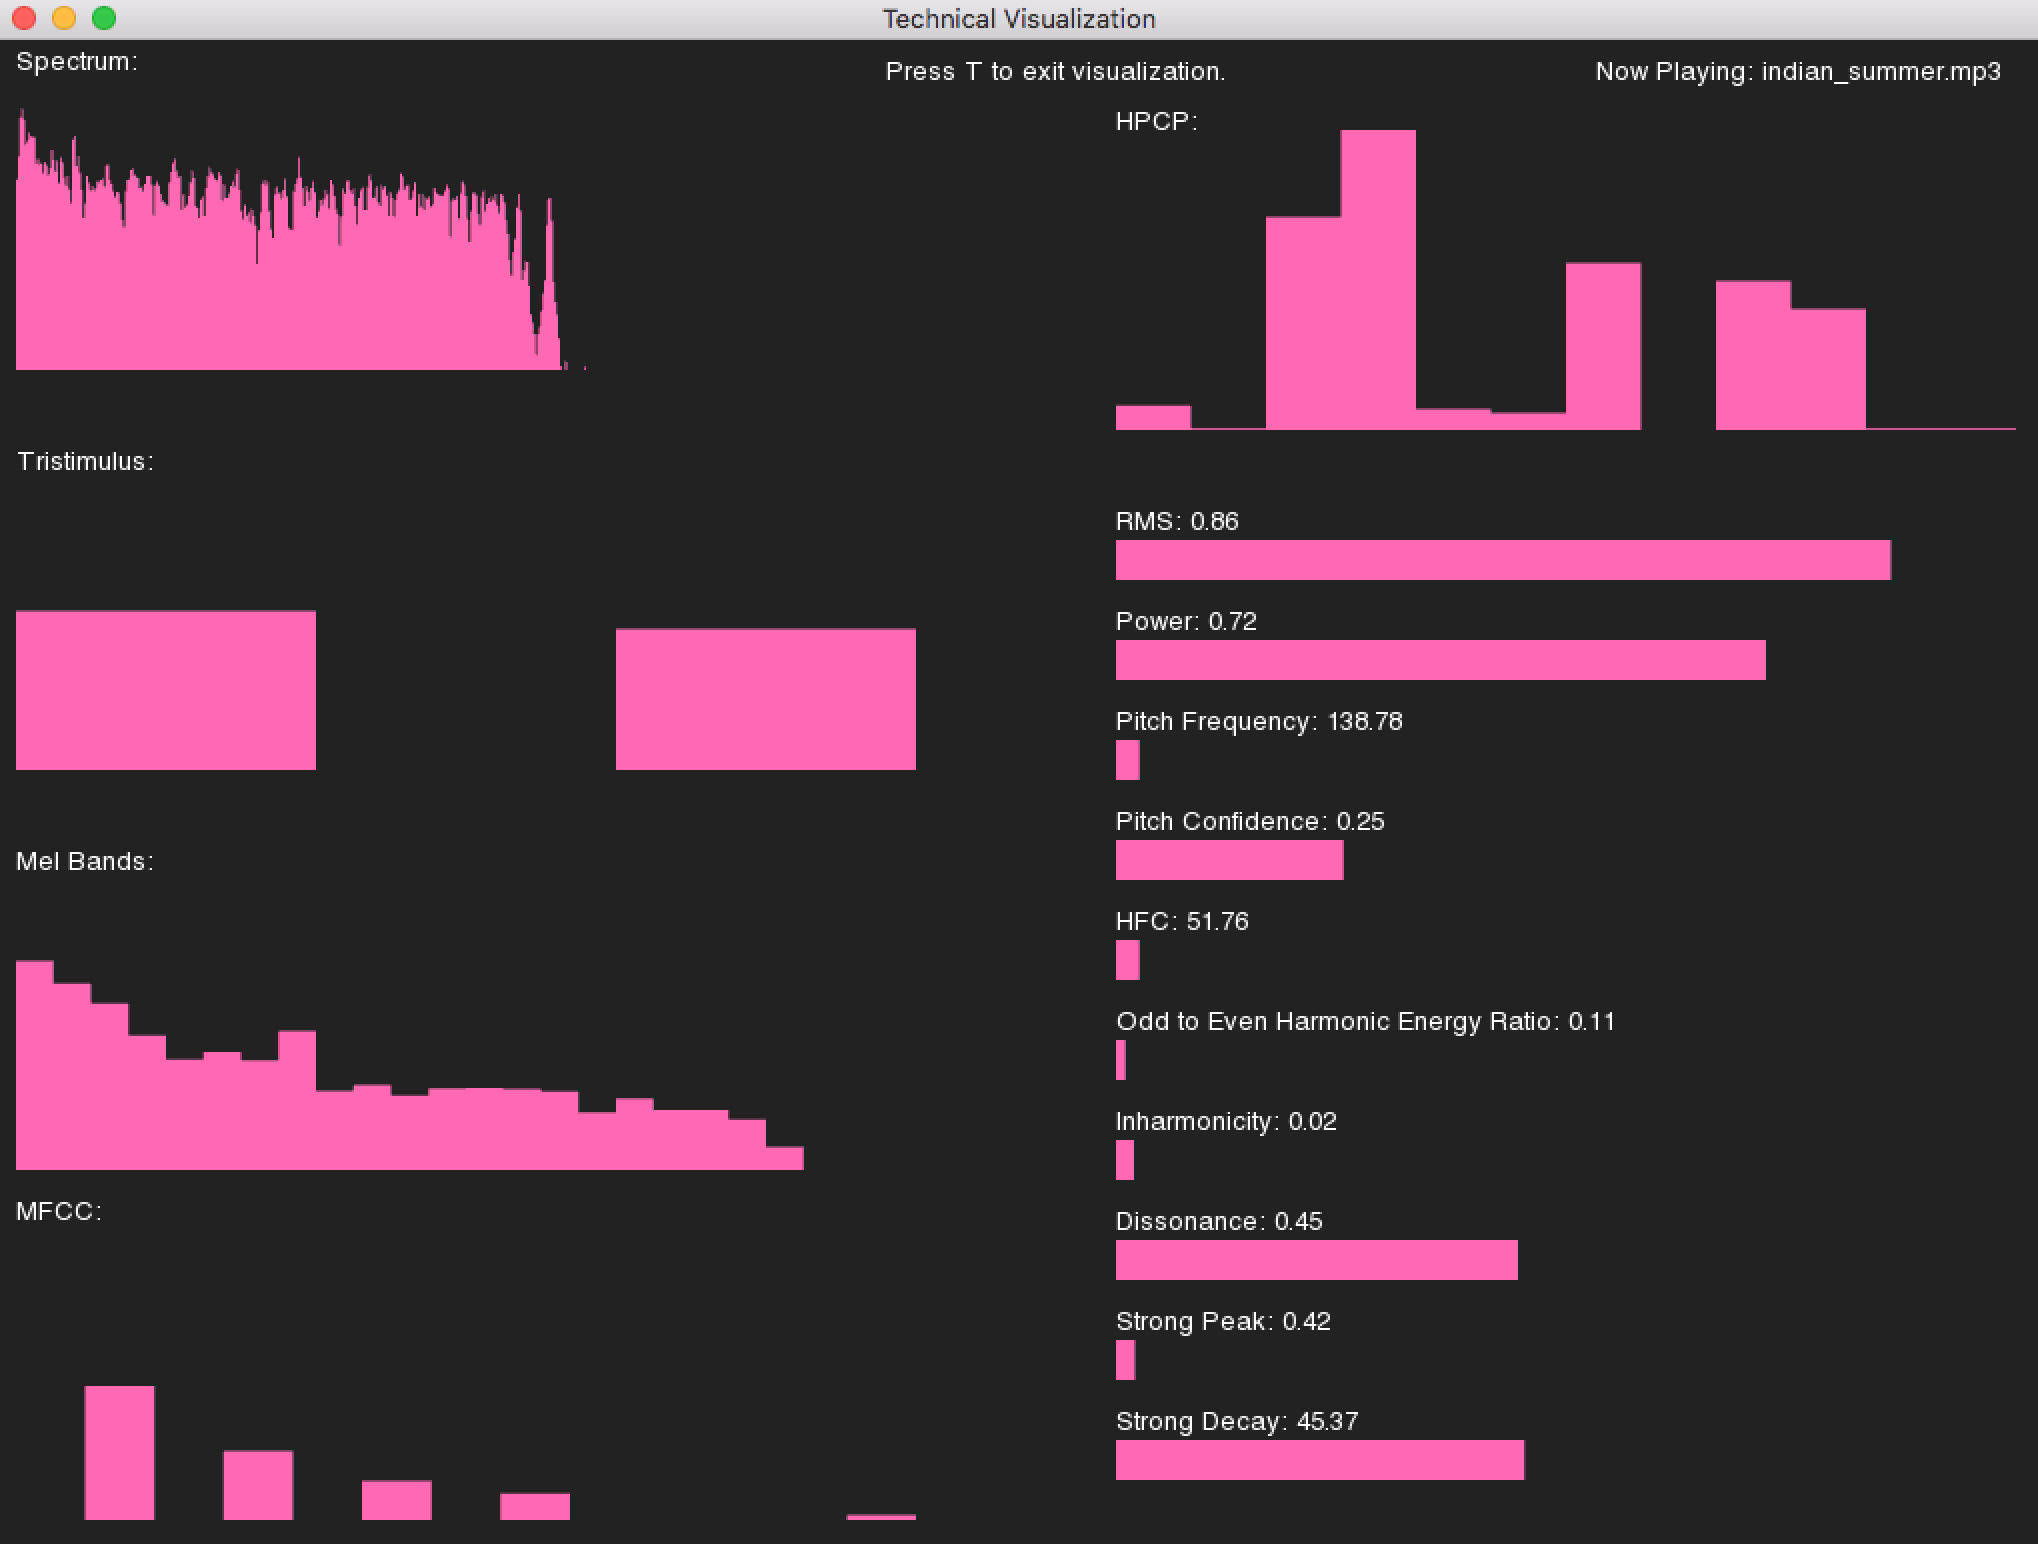 Technical Visualization
Spectrum:
Press T to exit visualization.
Now Playing: indian_summer.mp3
HPCP:
Tristimulus:
RMS: 0.86
Power: 0.72
Pitch Frequency: 138.78
Pitch Confidence: 0.25
Mel Bands:
HFC: 51.76
Odd to Even Harmonic Energy Ratio: 0.11
Inharmonicity: 0.02
MFCC:
Dissonance: 0.45
Strong Peak: 0.42
Strong Decay: 45.37